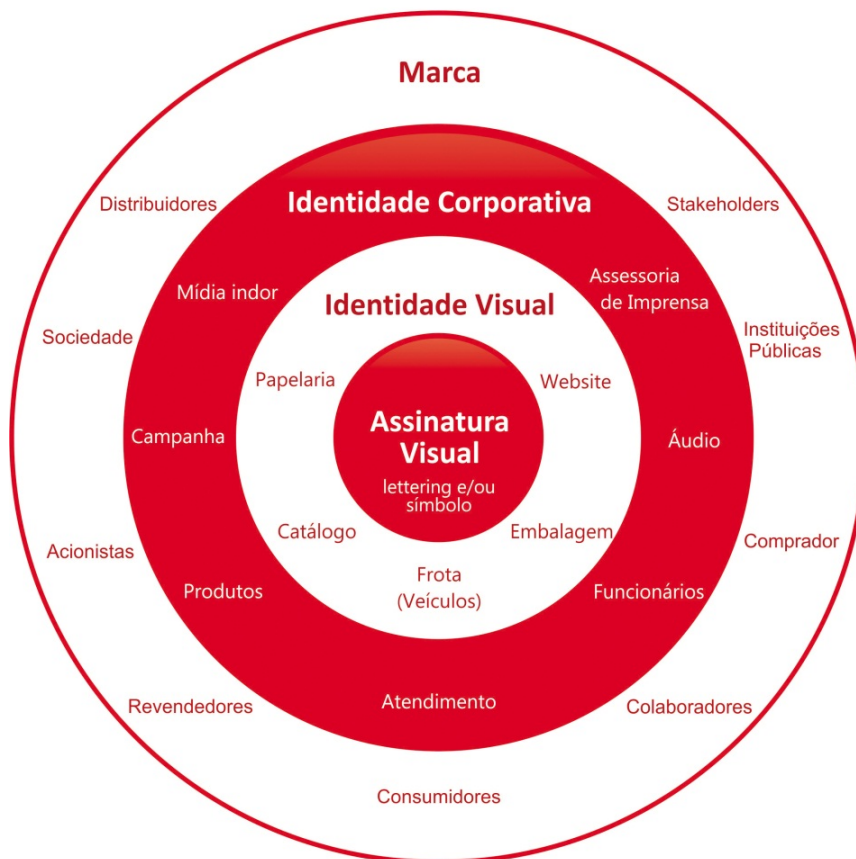 Marca
Distribuidores
Stakeholders
Sociedade
Instituições
Públicas
Acionistas
Comprador
Revendedores
Colaboradores
Consumidores
Identidade Corporativa
Mídia indor
Assessoria
de Imprensa
Campanha
Áudio
Produtos
Funcionários
Atendimento
Identidade Visual
Papelaria
Website
Catálogo
Embalagem
Frota
(Veículos)
Assinatura
Visual
lettering e/ou
símbolo